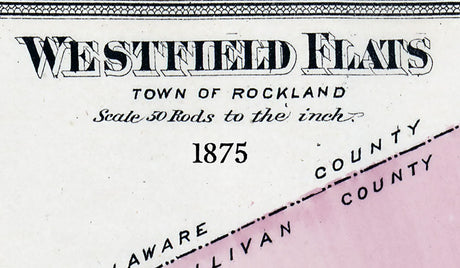 WESTFIELD FLATS
TOWN OF ROCKLAND
Scale 50 Rods to the inch.
1875
LAWARE COUNTY
LLIVAN COUNTY